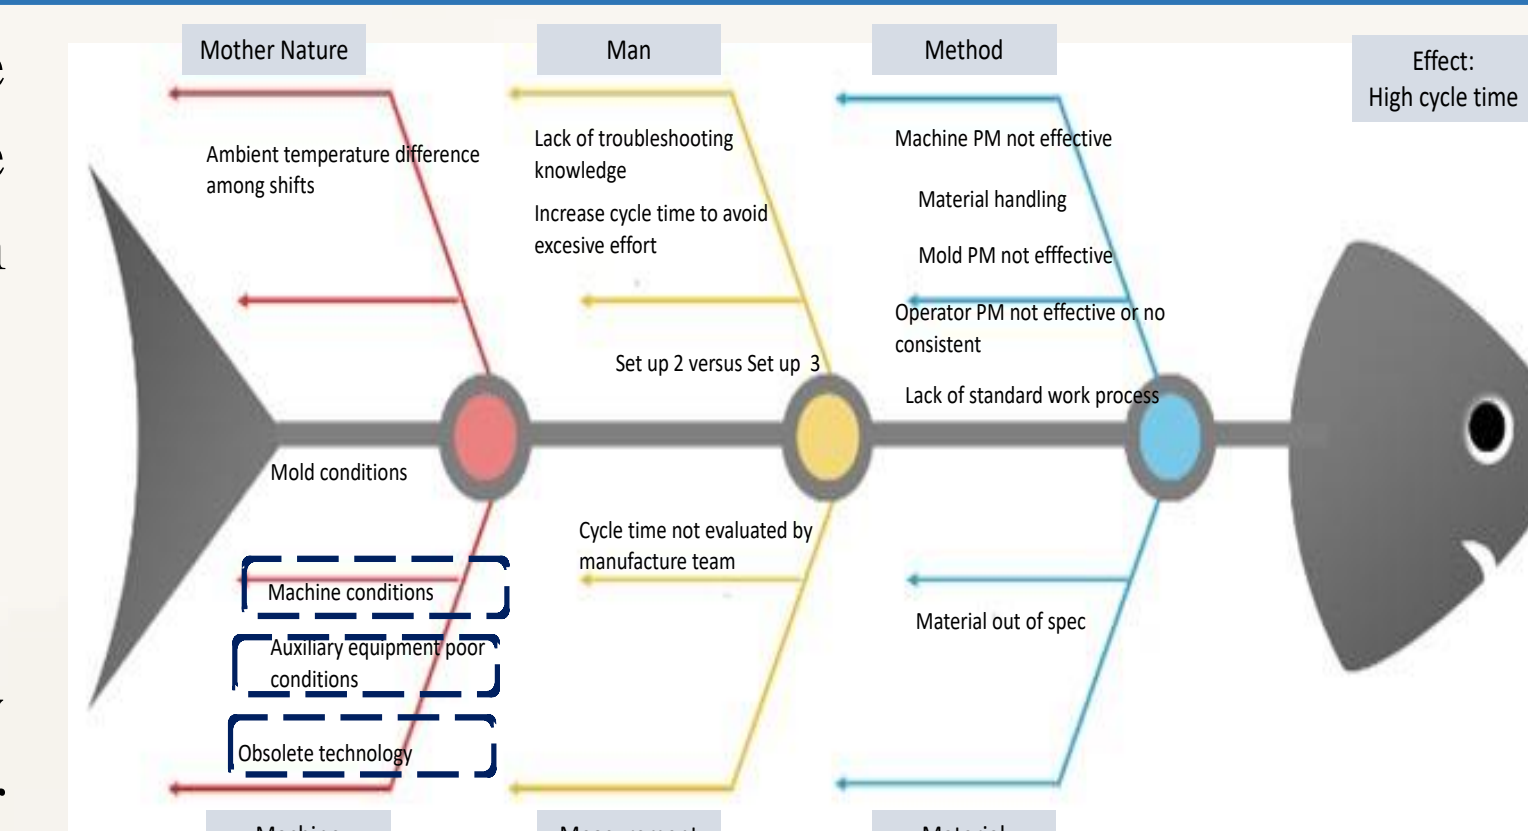 Mother Nature
Man
Method
Effect:
High cycle time
Ambient temperature difference
among shifts
Lack of troubleshooting
knowledge
Increase cycle time to avoid
excesive effort
Set up 2 versus Set up  3
Machine PM not effective
Material handling
Mold PM not efffective
Operator PM not effective or no
consistent
Lack of standard work process
Mold conditions
Machine conditions
Auxiliary equipment poor
conditions
Obsolete technology
Cycle time not evaluated by
manufacture team
Material out of spec
Material